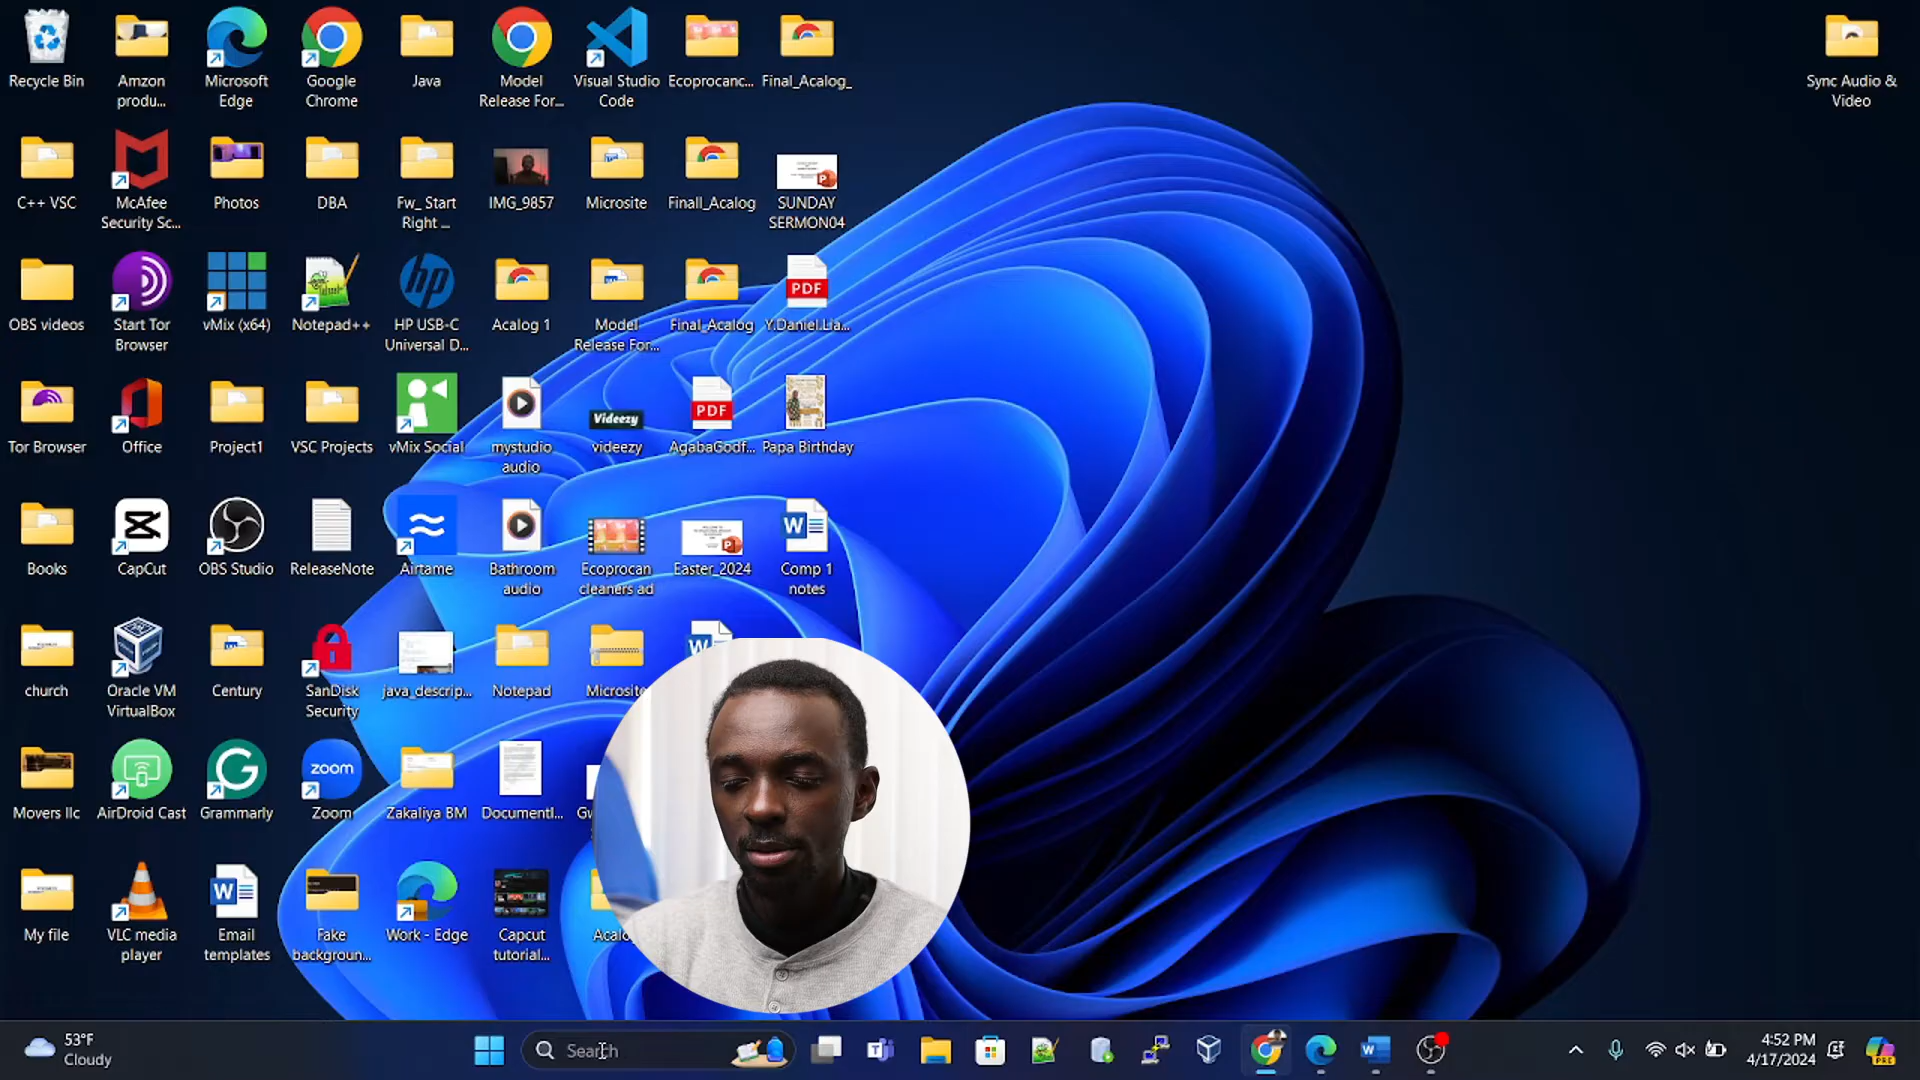 Recycle Bin
Amzon
produ...
Microsoft
Edge
Google
Chrome
Java
Model
Release For...
Visual Studio
Code
Ecoprocanc...
Final_Acalog_
Sync Audio &
Video
C++ VSC
McAfee
Security Sc...
Photos
DBA
Fw_ Start
Right ...
IMG_9857
Microsite
Finall_Acalog
SUNDAY
SERMON04
OBS videos
Start Tor
Browser
vMix (x64)
Notepad++
hp
HP USB-C
Universal D...
Acalog 1
Model
Release For...
Final_Acalog
PDF
Y.Daniel.Lia...
Tor Browser
Office
Project1
VSC Projects
vMix Social
mystudio
audio
Videezy
videezy
PDF
AgabaGodf...
Papa Birthday
Books
CapCut
OBS Studio
ReleaseNote
Airtame
Bathroom
audio
Ecoprocan
cleaners ad
Easter_2024
W
Comp 1
notes
church
Oracle VM
VirtualBox
Century
SanDisk
Security
java_descrip...
Notepad
Microsite
W
Movers llc
AirDroid Cast
Grammarly
zoom
Zoom
Zakaliya BM
DocumentI...
My file
VLC media
player
W
Email
templates
Fake
backgroun...
Work - Edge
Capcut
tutorial...
53°F
Cloudy
Search
4:52 PM
4/17/2024
PRE